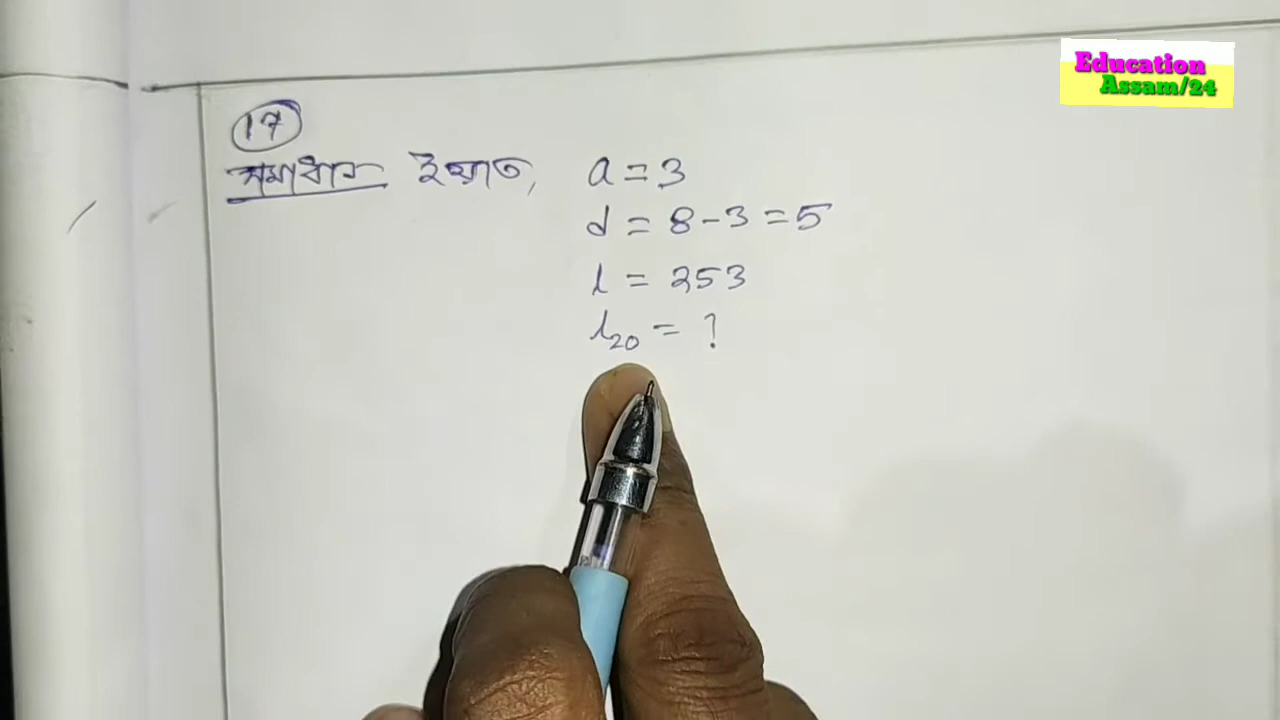 Education
Assam/24
17
সমাধান ইয়াত, a = 3
d = 8 - 3 = 5
l = 253
l₂₀ = ?